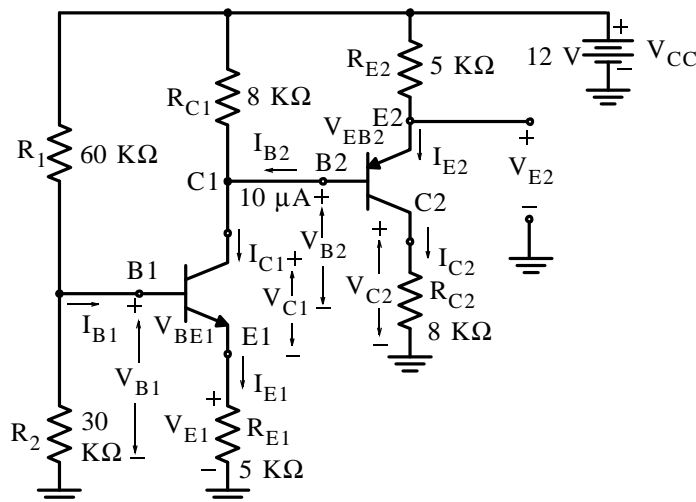 R_E2
5 KΩ
12 V
+
V_CC
−
R_C1
8 KΩ
R_1
60 KΩ
E2
V_EB2
+
I_B2
B2
I_E2
V_E2
C1
10 μA
+
C2
−
V_B2
I_C1
+
+
I_C2
B1
V_C1
V_C2
R_C2
+
−
I_B1
V_BE1
E1
−
−
8 KΩ
V_B1
I_E1
+
R_2
30 KΩ
V_E1
R_E1
−
−
5 KΩ